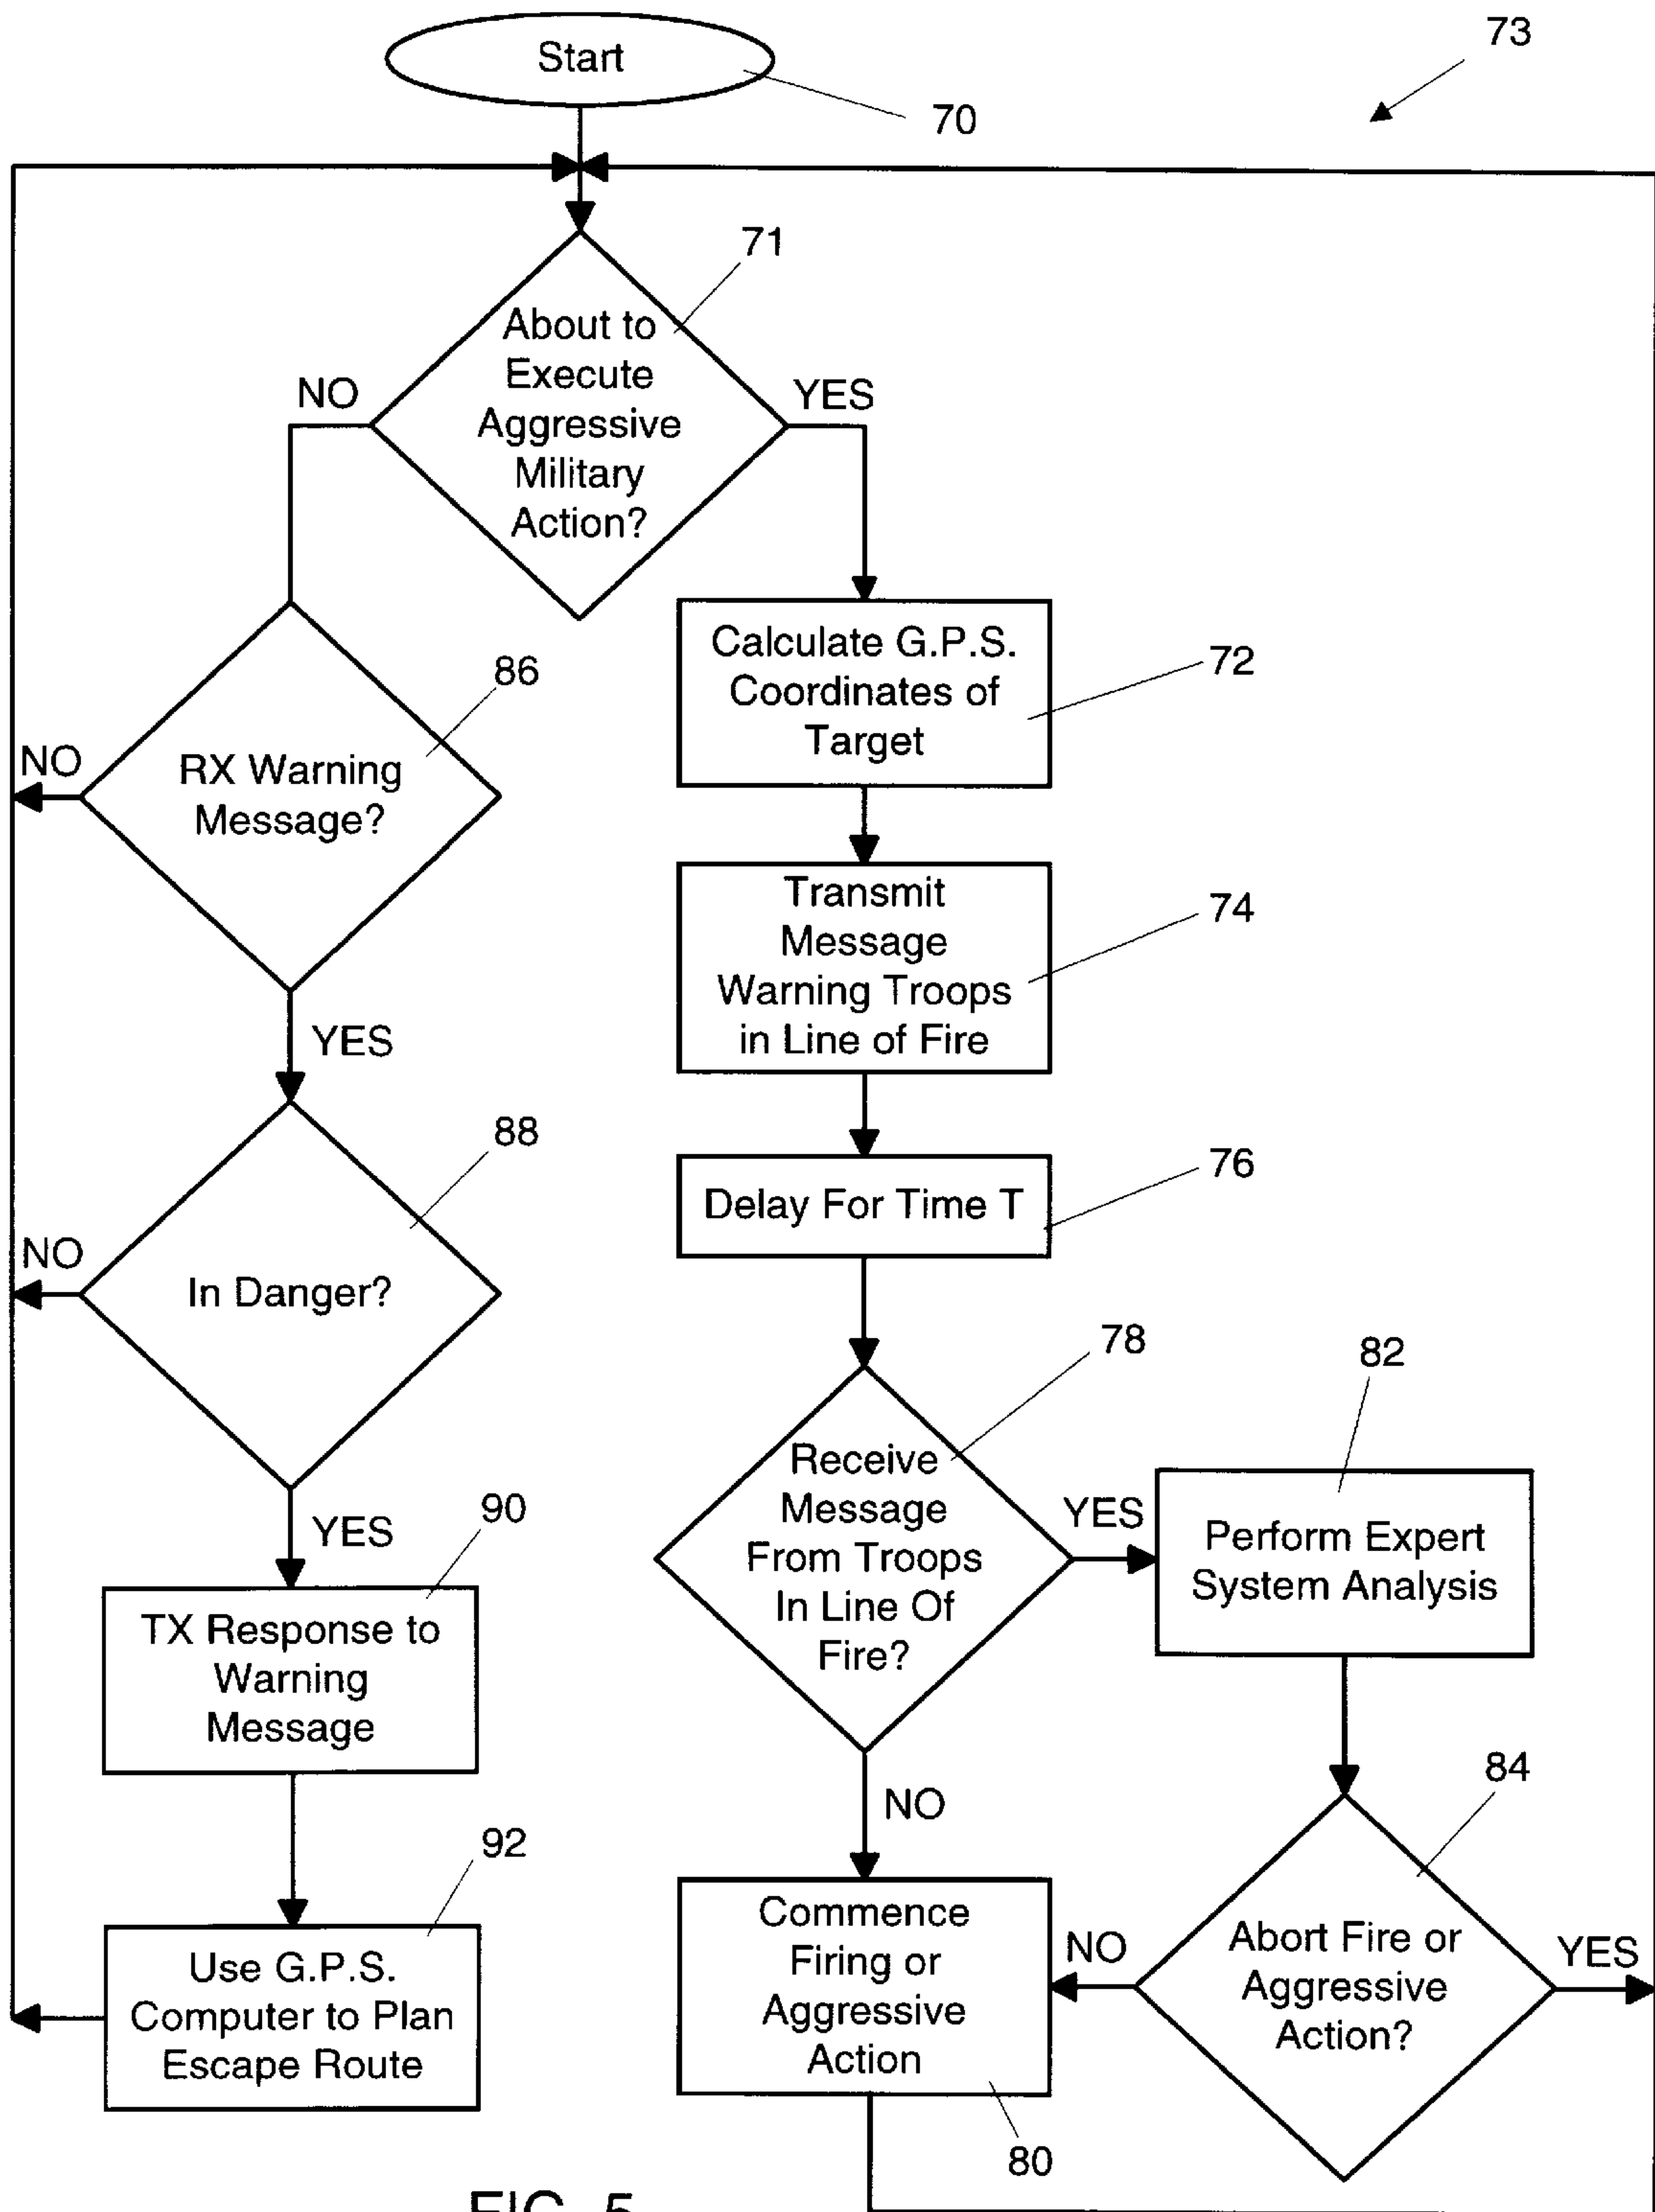 Start
73
70
71
About to
Execute
Aggressive
Military
Action?
NO
YES
Calculate G.P.S.
Coordinates of
Target
72
86
RX Warning
Message?
NO
Transmit
Message
Warning Troops
in Line of Fire
74
YES
88
Delay For Time T
76
In Danger?
NO
78
82
Receive
Message
From Troops
In Line Of
Fire?
YES
Perform Expert
System Analysis
YES
90
TX Response to
Warning
Message
84
NO
92
Use G.P.S.
Computer to Plan
Escape Route
Commence
Firing or
Aggressive
Action
NO
Abort Fire or
Aggressive
Action?
YES
80
FIG. 5